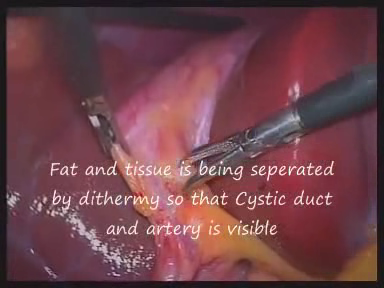 Fat and tissue is being seperated
by dithermy so that Cystic duct
and artery is visible